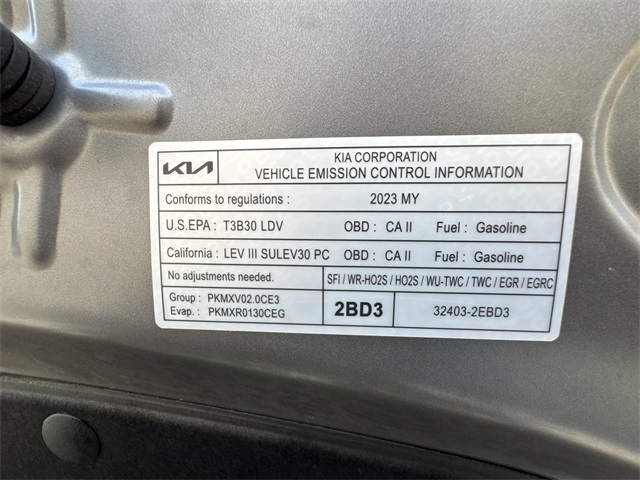 KIA
KIA CORPORATION
VEHICLE EMISSION CONTROL INFORMATION
Conforms to regulations : 2023 MY
U.S.EPA : T3B30 LDV OBD : CA II Fuel : Gasoline
California : LEV III SULEV30 PC OBD : CA II Fuel : Gasoline
No adjustments needed. SFI / WR-HO2S / HO2S / WU-TWC / TWC / EGR / EGRC
Group : PKMXV02.0CE3
Evap. : PKMXR0130CEG
2BD3
32403-2EBD3